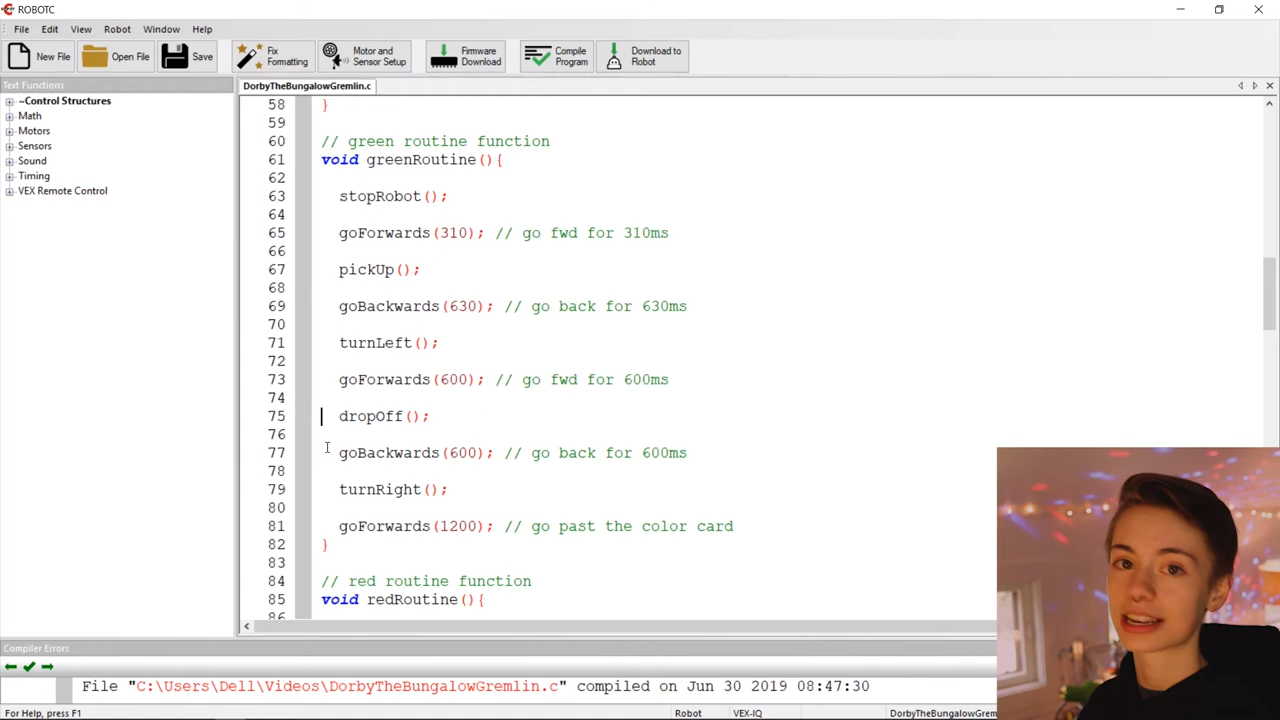 ROBOTC
File Edit View Robot Window Help
New File Open File Save Fix Formatting Motor and Sensor Setup Firmware Download Compile Program Download to Robot
Text Functions
DorbyTheBungalowGremlin.c
~Control Structures
Math
Motors
Sensors
Sound
Timing
VEX Remote Control
58 }
59
60 // green routine function
61 void greenRoutine(){
62
63 stopRobot();
64
65 goForwards(310); // go fwd for 310ms
66
67 pickUp();
68
69 goBackwards(630); // go back for 630ms
70
71 turnLeft();
72
73 goForwards(600); // go fwd for 600ms
74
75 dropOff();
76
77 goBackwards(600); // go back for 600ms
78
79 turnRight();
80
81 goForwards(1200); // go past the color card
82 }
83
84 // red routine function
85 void redRoutine(){
86
Compiler Errors
File "C:\Users\Dell\Videos\DorbyTheBungalowGremlin.c" compiled on Jun 30 2019 08:47:30
For Help, press F1 Robot VEX-IQ DorbyTheBungalowGremlin